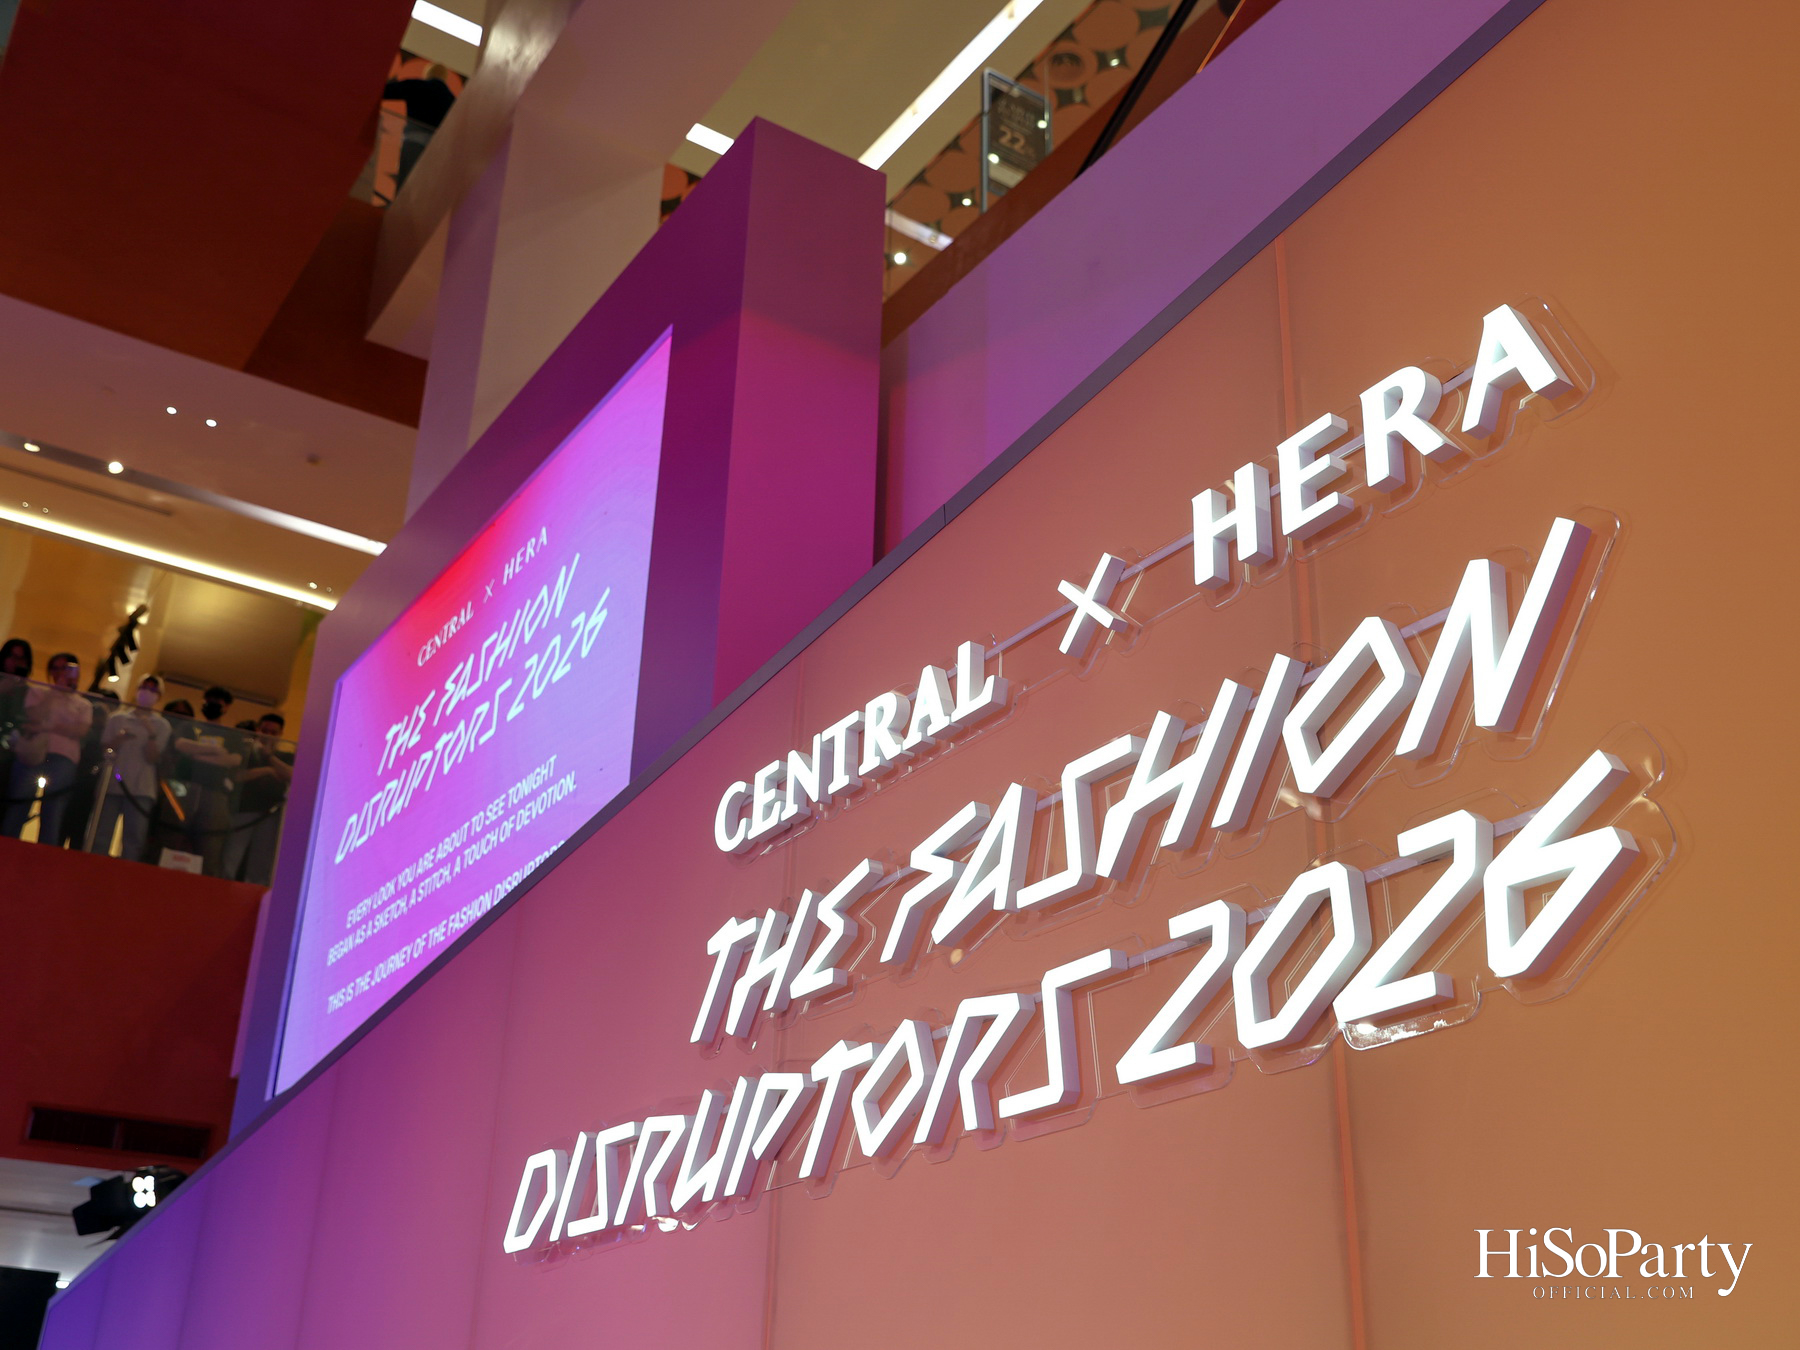 CENTRAL × HERA
THE FASHION
DISRUPTORS 2026
EVERY LOOK YOU ARE ABOUT TO SEE TONIGHT
BEGAN AS A SKETCH, A STITCH, A TOUCH OF DEVOTION.
THIS IS THE JOURNEY OF THE FASHION DISRUPTORS
CENTRAL × HERA
THE FASHION
DISRUPTORS 2026
22
HiSoParty
OFFICIAL.COM